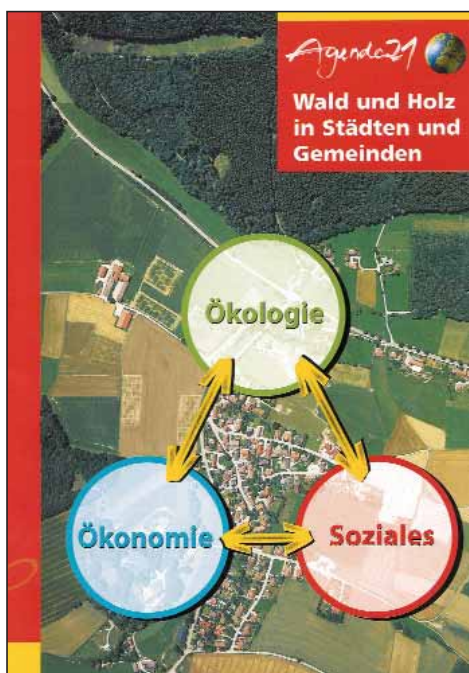 Agenda21
Wald und Holz
in Städten und
Gemeinden
Ökologie
Ökonomie
Soziales